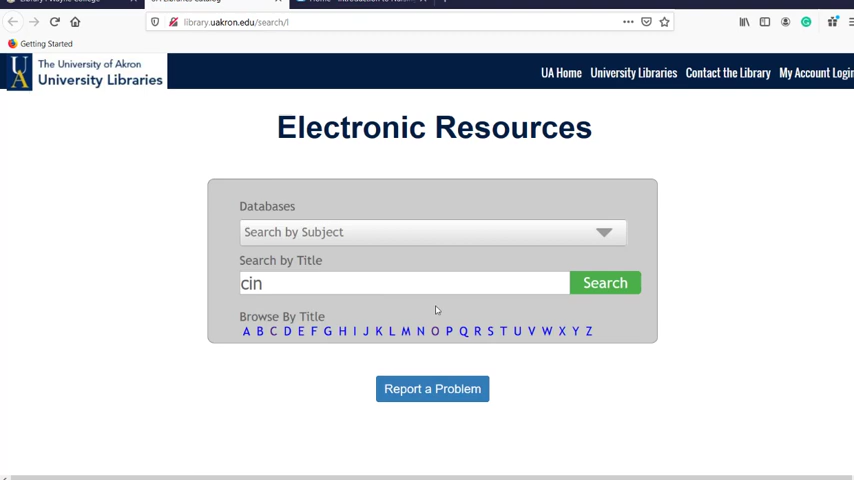 library.uakron.edu/search/l
Getting Started
The University of Akron
University Libraries
UA
UA Home University Libraries Contact the Library My Account Login
Electronic Resources
Databases
Search by Subject
Search by Title
cin
Search
Browse By Title
A B C D E F G H I J K L M N O P Q R S T U V W X Y Z
Report a Problem